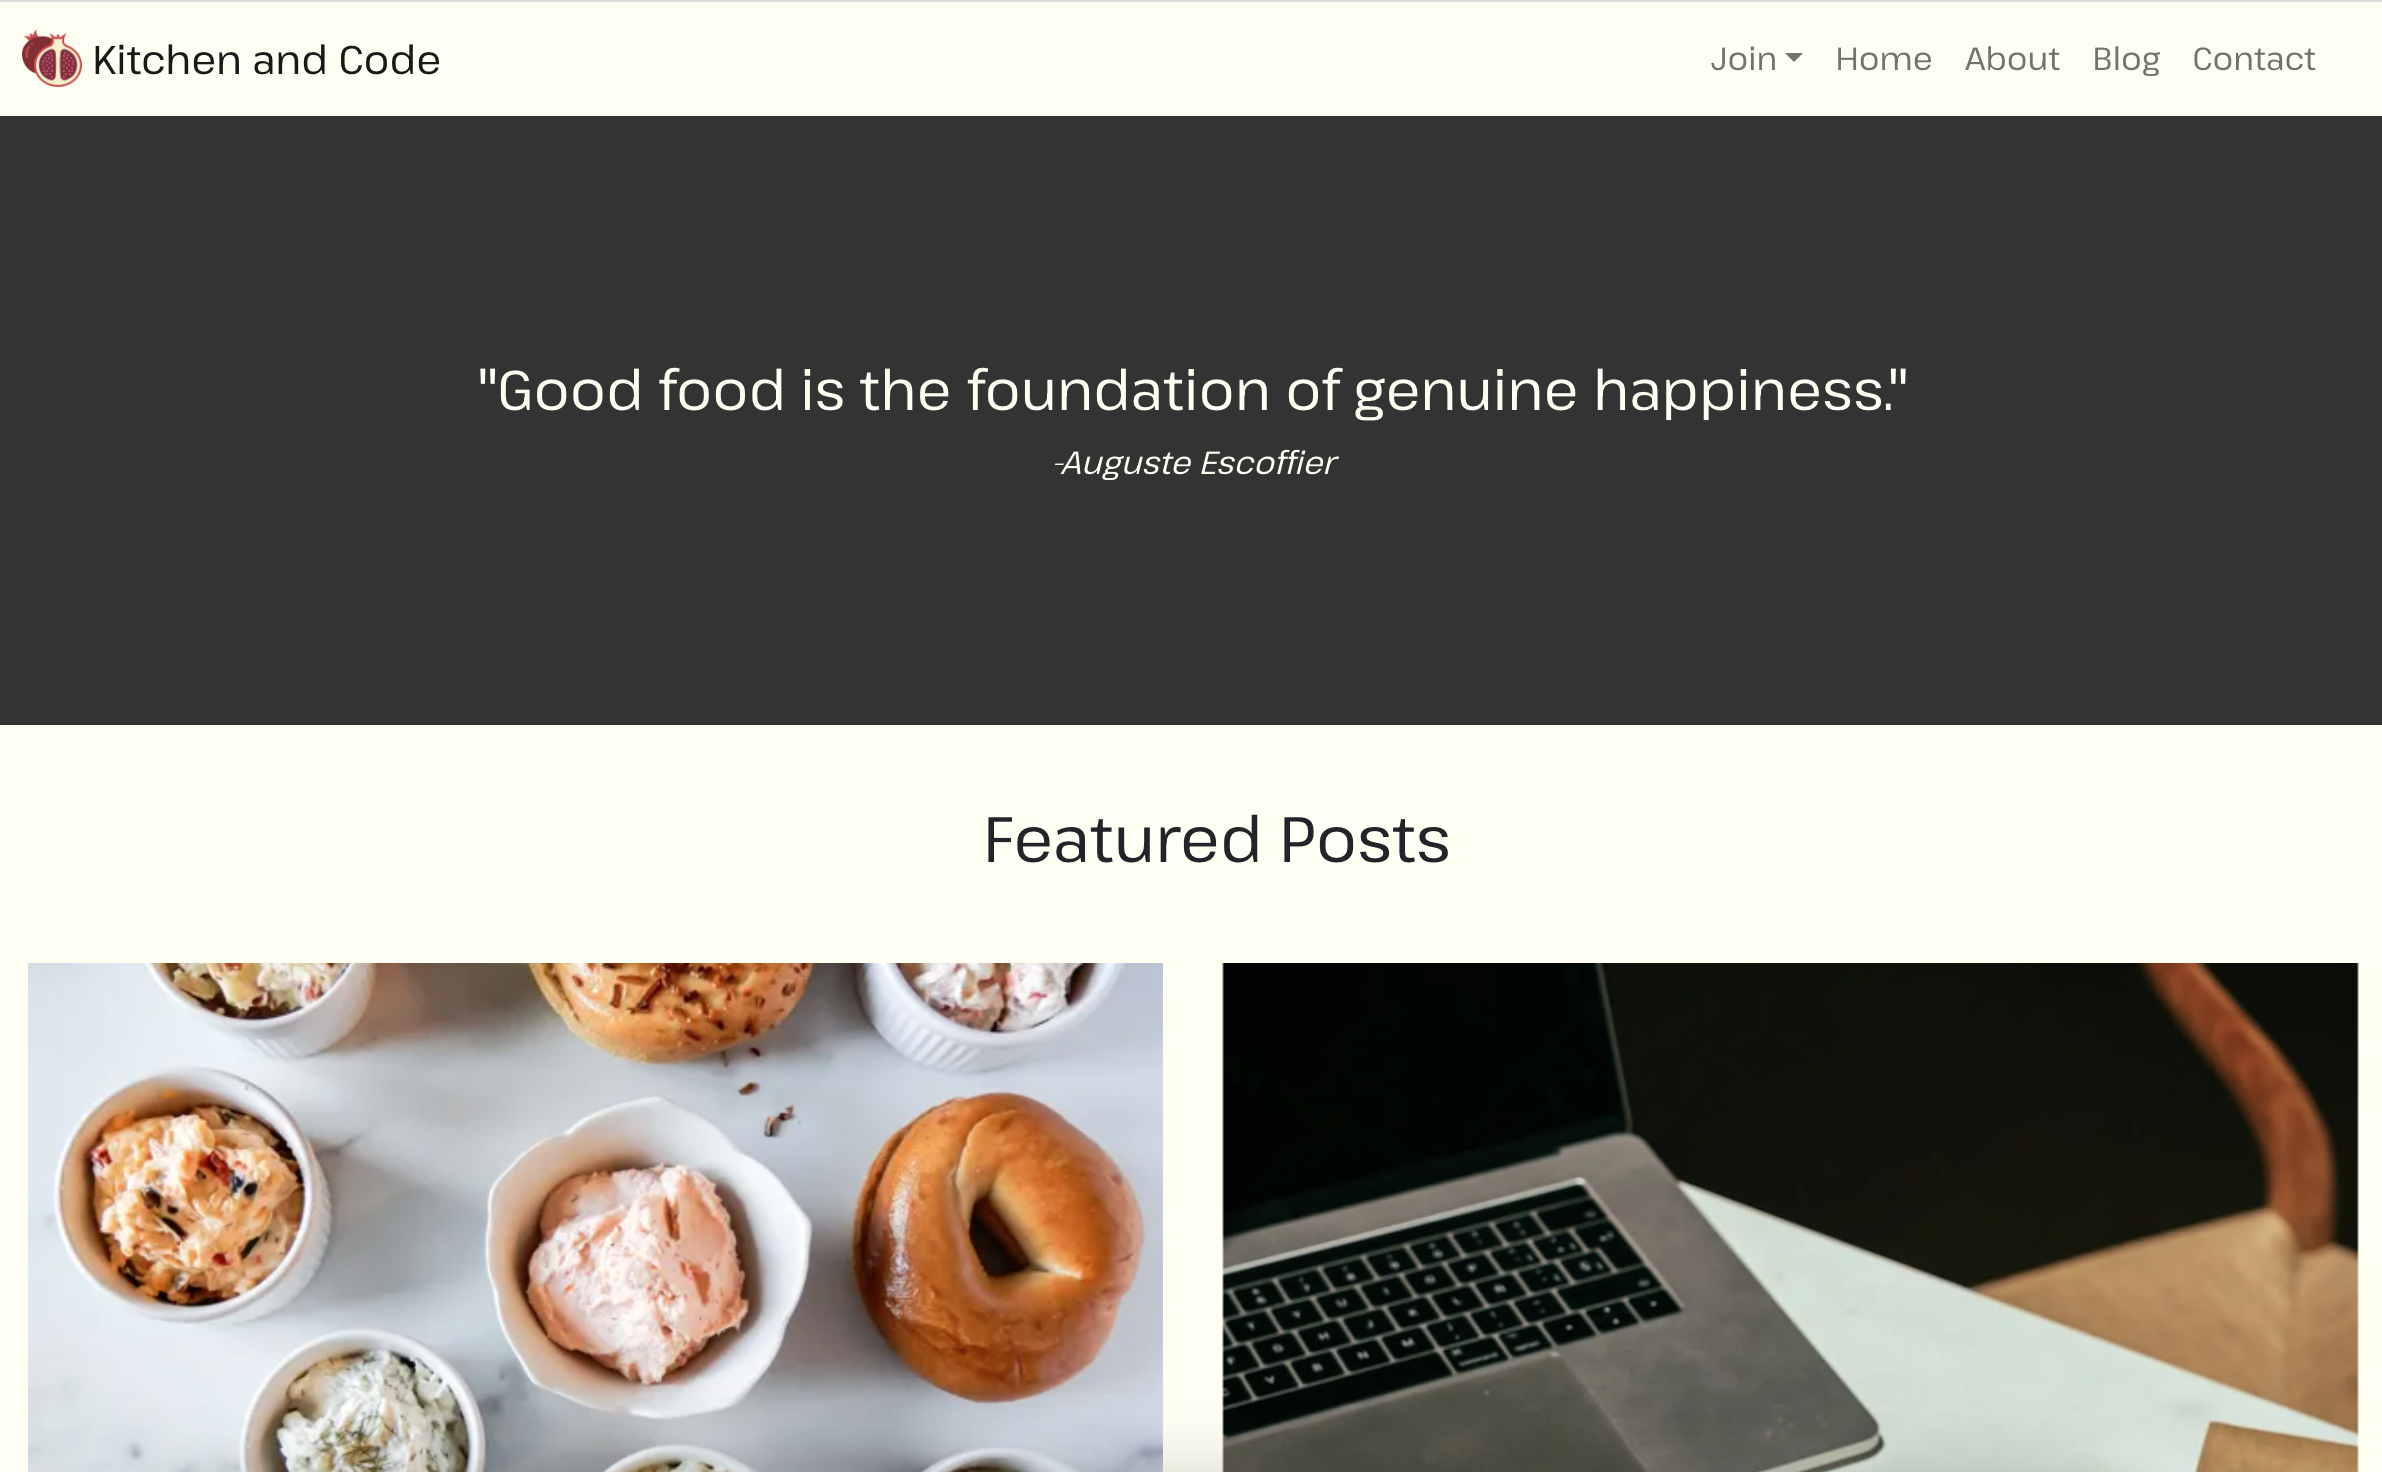 Kitchen and Code
Join Home About Blog Contact
"Good food is the foundation of genuine happiness."
-Auguste Escoffier
Featured Posts